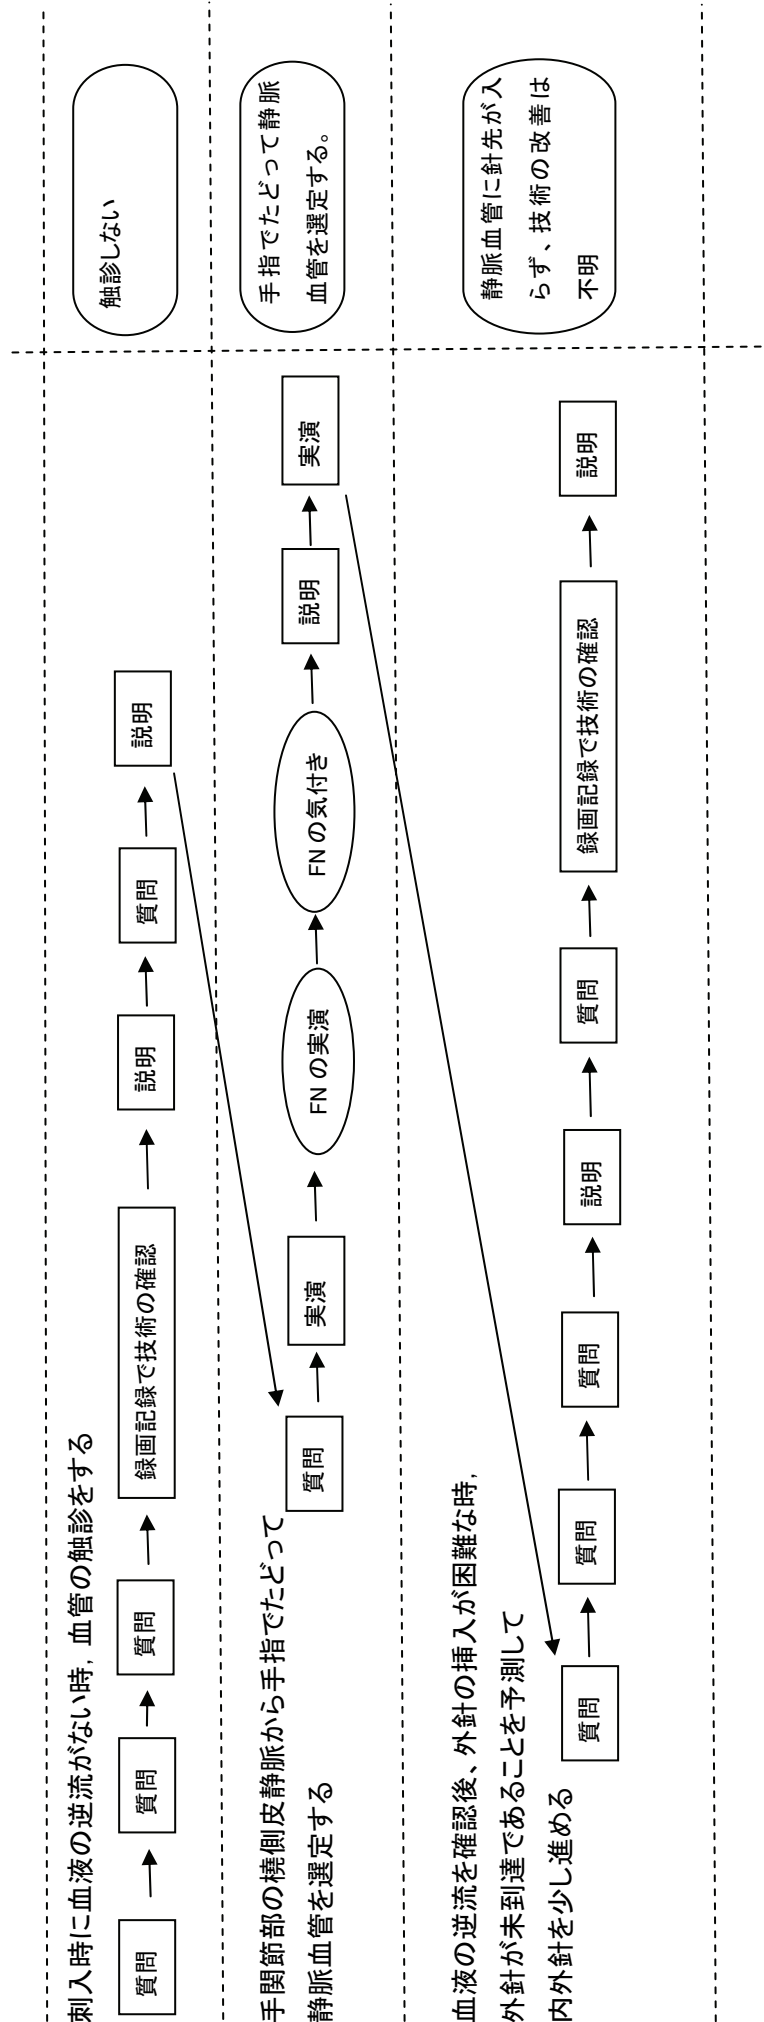 刺入時に血液の逆流がない時，血管の触診をする
質問
質問
質問
録画記録で技術の確認
説明
質問
説明
触診しない
手関節部の橈側皮静脈から手指でたどって
静脈血管を選定する
質問
実演
FN の実演
FN の気付き
説明
実演
手指でたどって静脈
血管を選定する。
血液の逆流を確認後、外針の挿入が困難な時，
外針が未到達であることを予測して
内外針を少し進める
質問
質問
質問
説明
質問
録画記録で技術の確認
説明
静脈血管に針先が入
らず、技術の改善は
不明